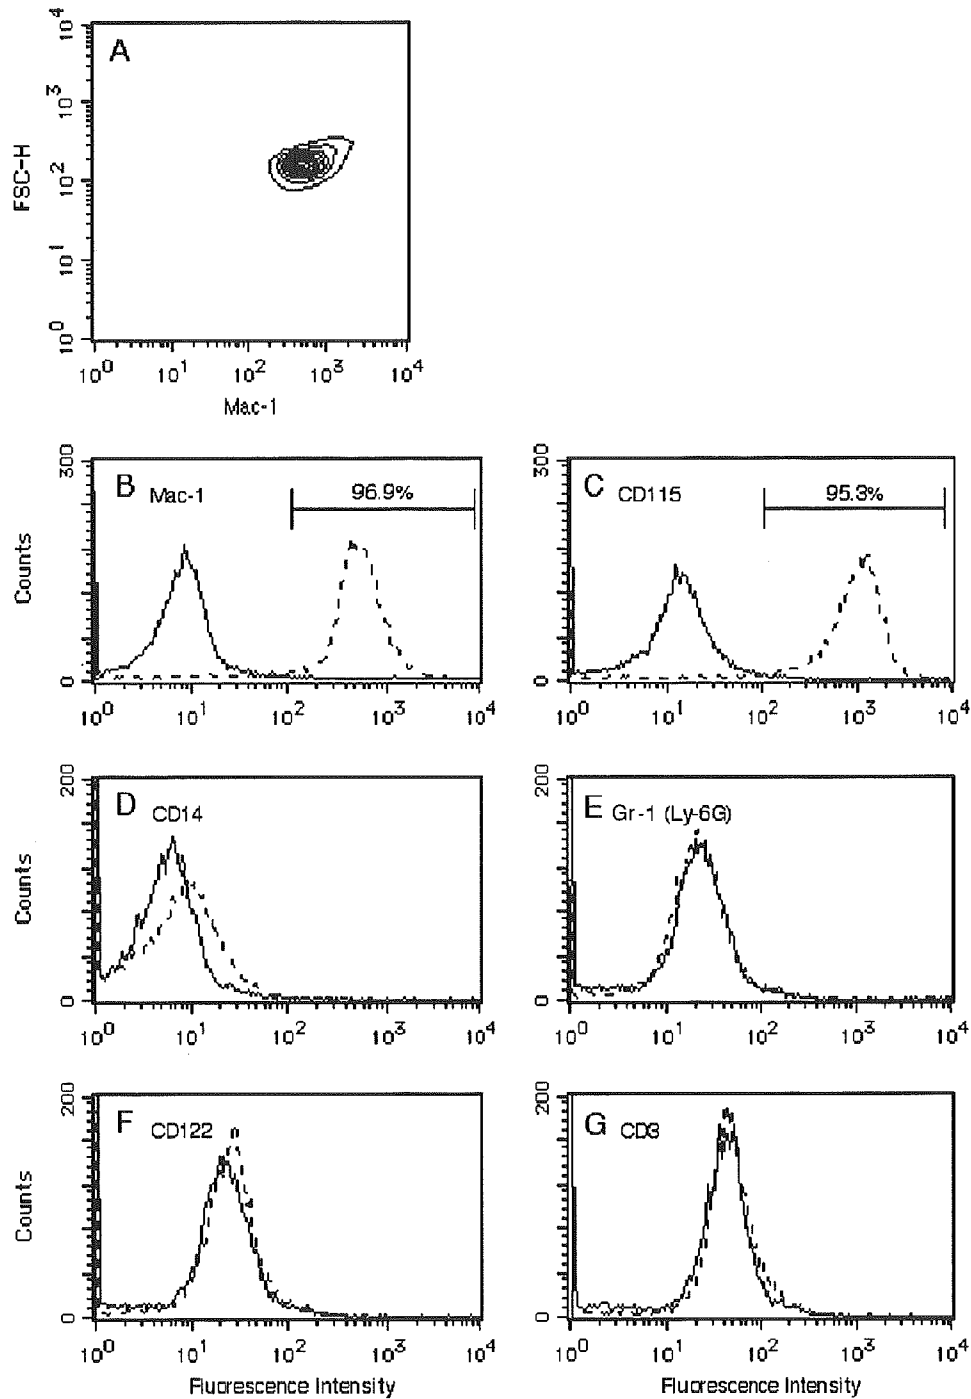 A
FSC-H
10^4
10^3
10^2
10^1
10^0
10^0 10^1 10^2 10^3 10^4
Mac-1
B Mac-1 96.9%
Counts
300
0
10^0 10^1 10^2 10^3 10^4
C CD115 95.3%
300
0
10^0 10^1 10^2 10^3 10^4
D CD14
Counts
200
0
10^0 10^1 10^2 10^3 10^4
E Gr-1 (Ly-6G)
200
0
10^0 10^1 10^2 10^3 10^4
F CD122
Counts
200
0
10^0 10^1 10^2 10^3 10^4
Fluorescence Intensity
G CD3
200
0
10^0 10^1 10^2 10^3 10^4
Fluorescence Intensity